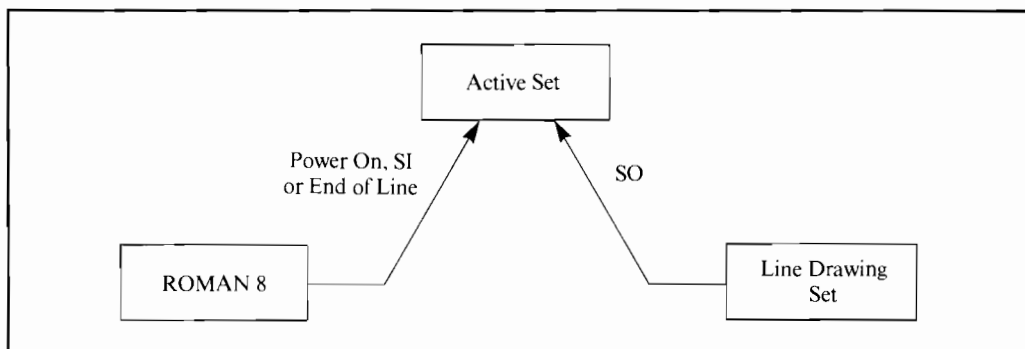 Active Set
Power On, SI
or End of Line
SO
ROMAN 8
Line Drawing
Set